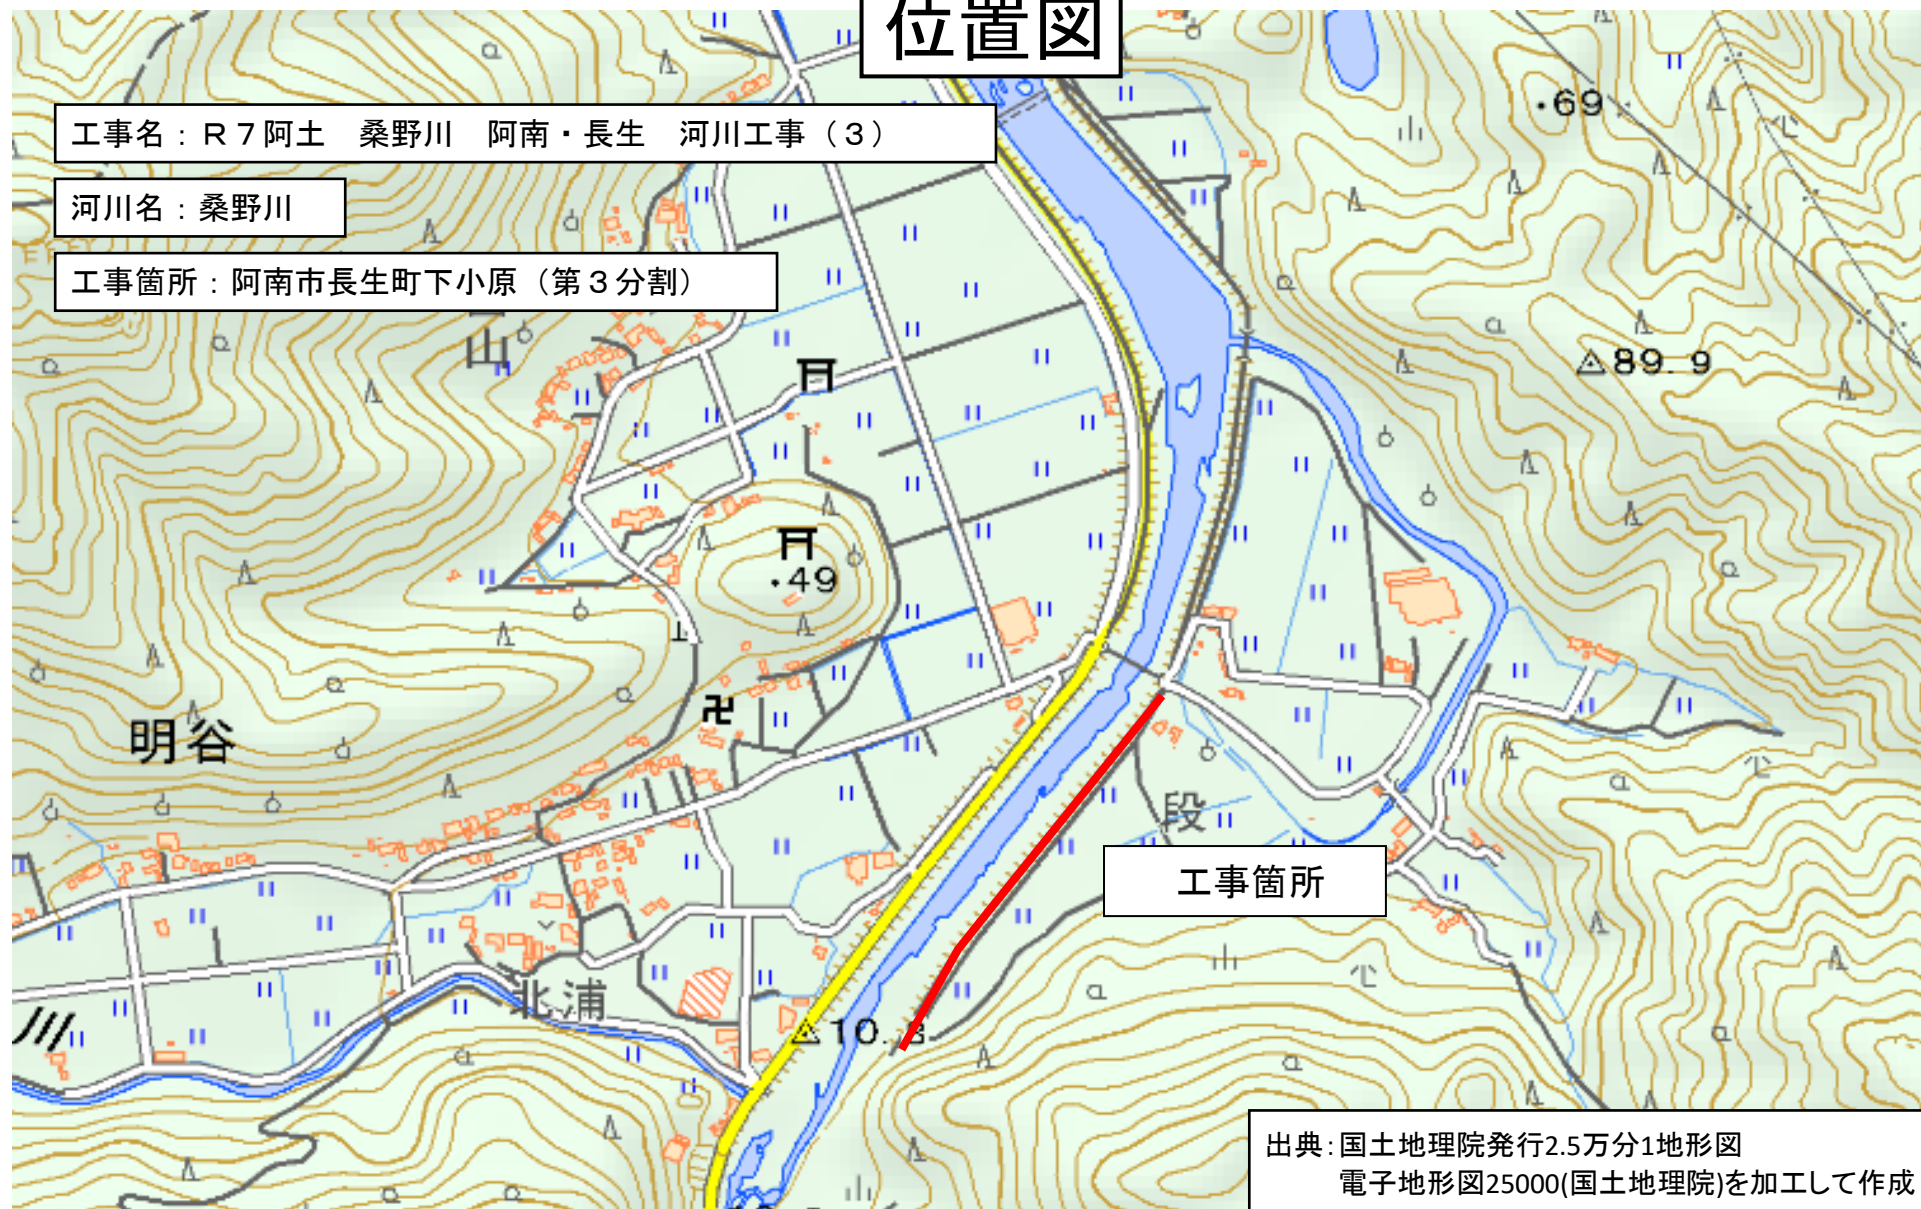 位置図
工事名：Ｒ７阿土　桑野川　阿南・長生　河川工事（３）
河川名：桑野川
工事箇所：阿南市長生町下小原（第３分割）
・69
山
△89.9
・49
明谷
段
工事箇所
北浦
川
△10.8
出典：国土地理院発行2.5万分1地形図
電子地形図25000(国土地理院)を加工して作成